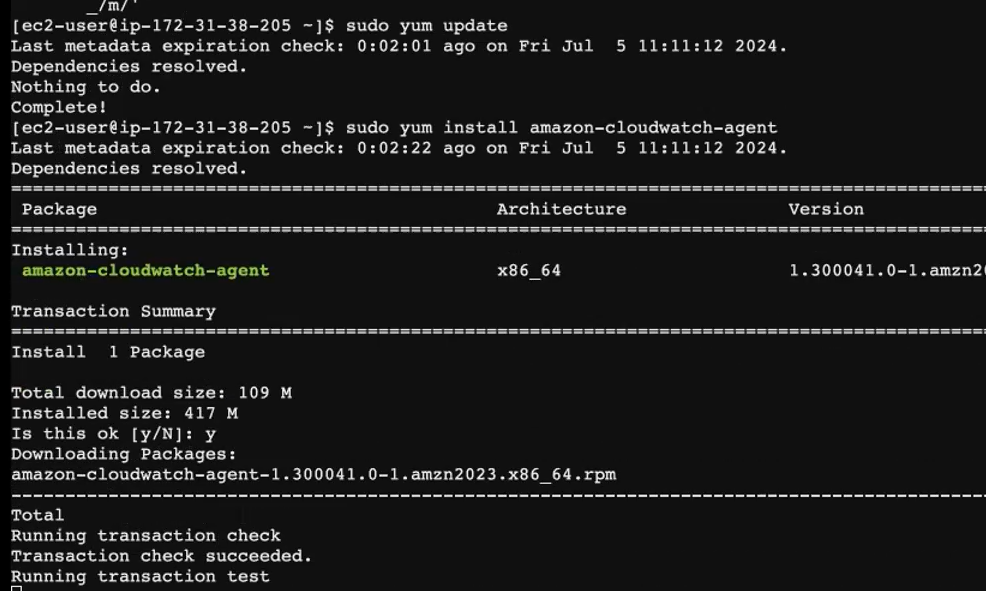 _/m/'
[ec2-user@ip-172-31-38-205 ~]$ sudo yum update
Last metadata expiration check: 0:02:01 ago on Fri Jul  5 11:11:12 2024.
Dependencies resolved.
Nothing to do.
Complete!
[ec2-user@ip-172-31-38-205 ~]$ sudo yum install amazon-cloudwatch-agent
Last metadata expiration check: 0:02:22 ago on Fri Jul  5 11:11:12 2024.
Dependencies resolved.
Package Architecture Version
Installing:
amazon-cloudwatch-agent x86_64 1.300041.0-1.amzn20
Transaction Summary
Install  1 Package
Total download size: 109 M
Installed size: 417 M
Is this ok [y/N]: y
Downloading Packages:
amazon-cloudwatch-agent-1.300041.0-1.amzn2023.x86_64.rpm
Total
Running transaction check
Transaction check succeeded.
Running transaction test